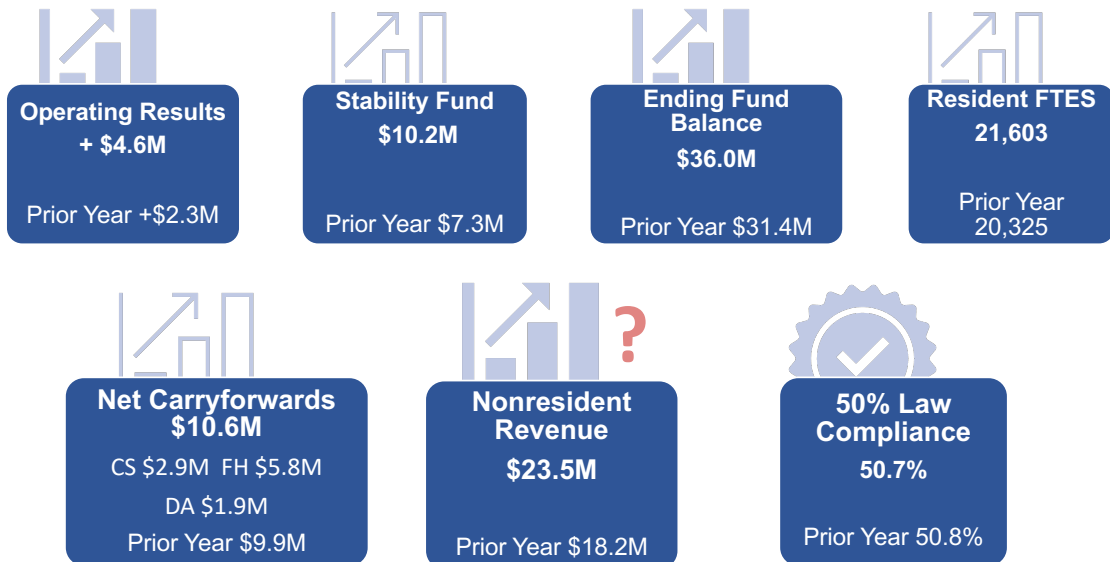 Operating Results
+ $4.6M
Prior Year +$2.3M
Stability Fund
$10.2M
Prior Year $7.3M
Ending Fund
Balance
$36.0M
Prior Year $31.4M
Resident FTES
21,603
Prior Year
20,325
Net Carryforwards
$10.6M
CS $2.9M FH $5.8M
DA $1.9M
Prior Year $9.9M
?
Nonresident
Revenue
$23.5M
Prior Year $18.2M
50% Law
Compliance
50.7%
Prior Year 50.8%